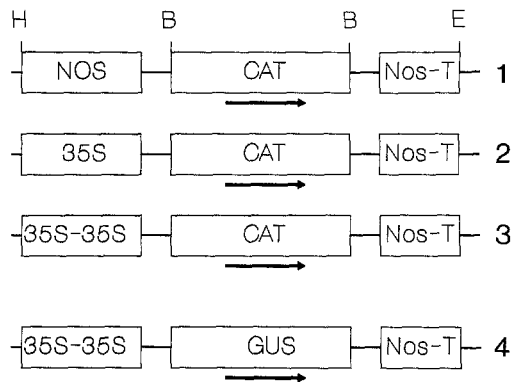 H B B E
NOS CAT Nos-T 1
35S CAT Nos-T 2
35S-35S CAT Nos-T 3
35S-35S GUS Nos-T 4